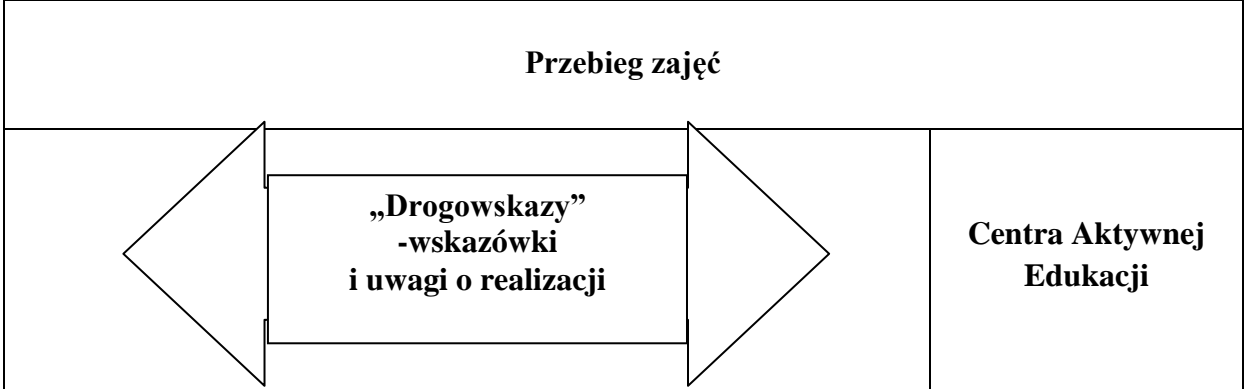 Przebieg zajęć
„Drogowskazy”
-wskazówki
i uwagi o realizacji
Centra Aktywnej
Edukacji